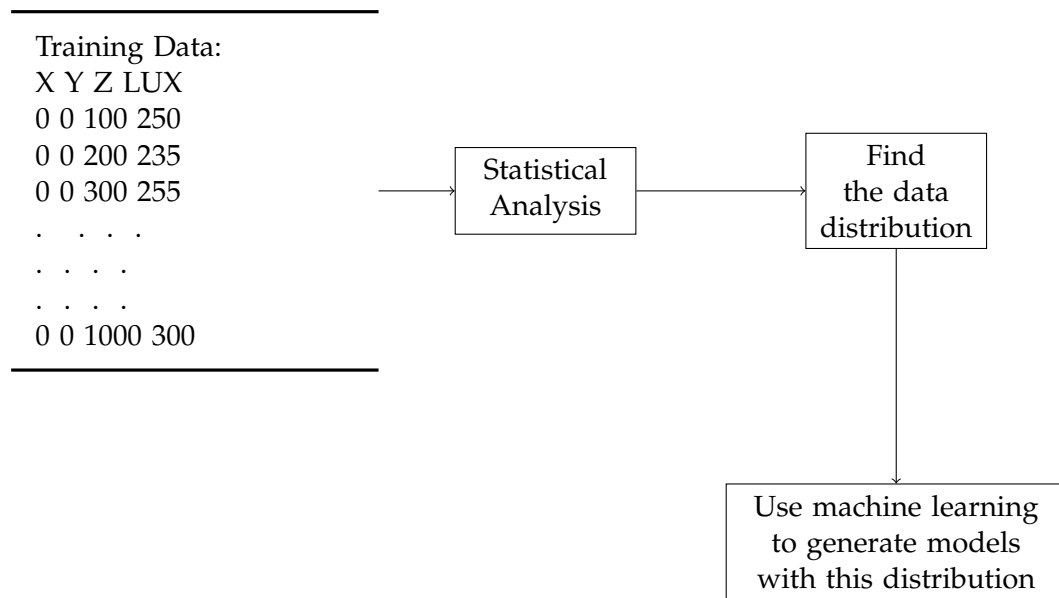 Training Data:
X Y Z LUX
0 0 100 250
0 0 200 235
0 0 300 255
. . . .
. . . .
. . . .
0 0 1000 300
Statistical
Analysis
Find
the data
distribution
Use machine learning
to generate models
with this distribution